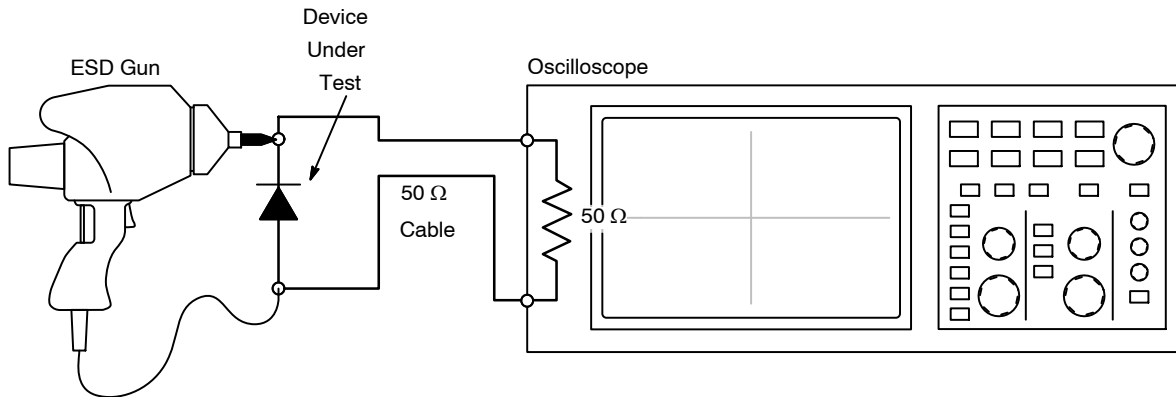 Device
Under
Test
ESD Gun
Oscilloscope
50 Ω
Cable
50 Ω